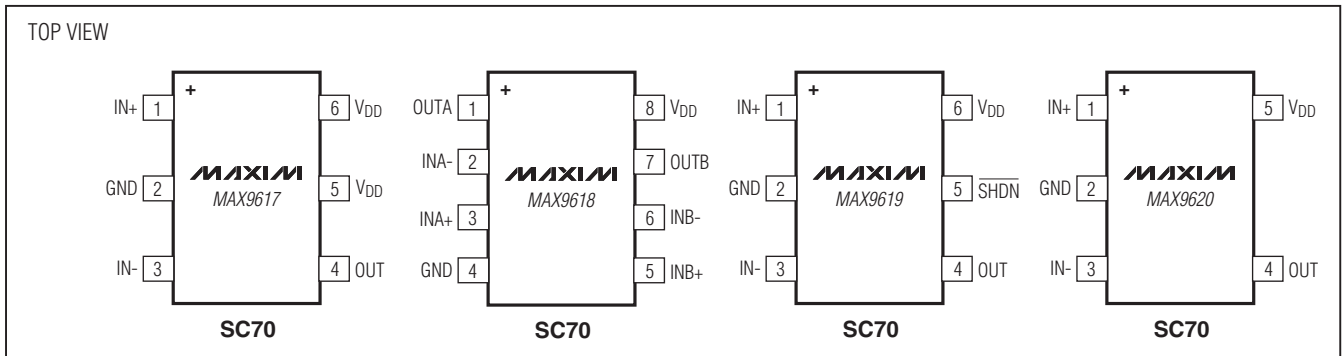 TOP VIEW
+
IN+ 1
6 VDD
GND 2
MAXIM
MAX9617
5 VDD
IN- 3
4 OUT
SC70
+
OUTA 1
8 VDD
INA- 2
MAXIM
MAX9618
7 OUTB
INA+ 3
6 INB-
GND 4
5 INB+
SC70
+
IN+ 1
6 VDD
GND 2
MAXIM
MAX9619
5 SHDN
IN- 3
4 OUT
SC70
+
IN+ 1
5 VDD
GND 2
MAXIM
MAX9620
IN- 3
4 OUT
SC70